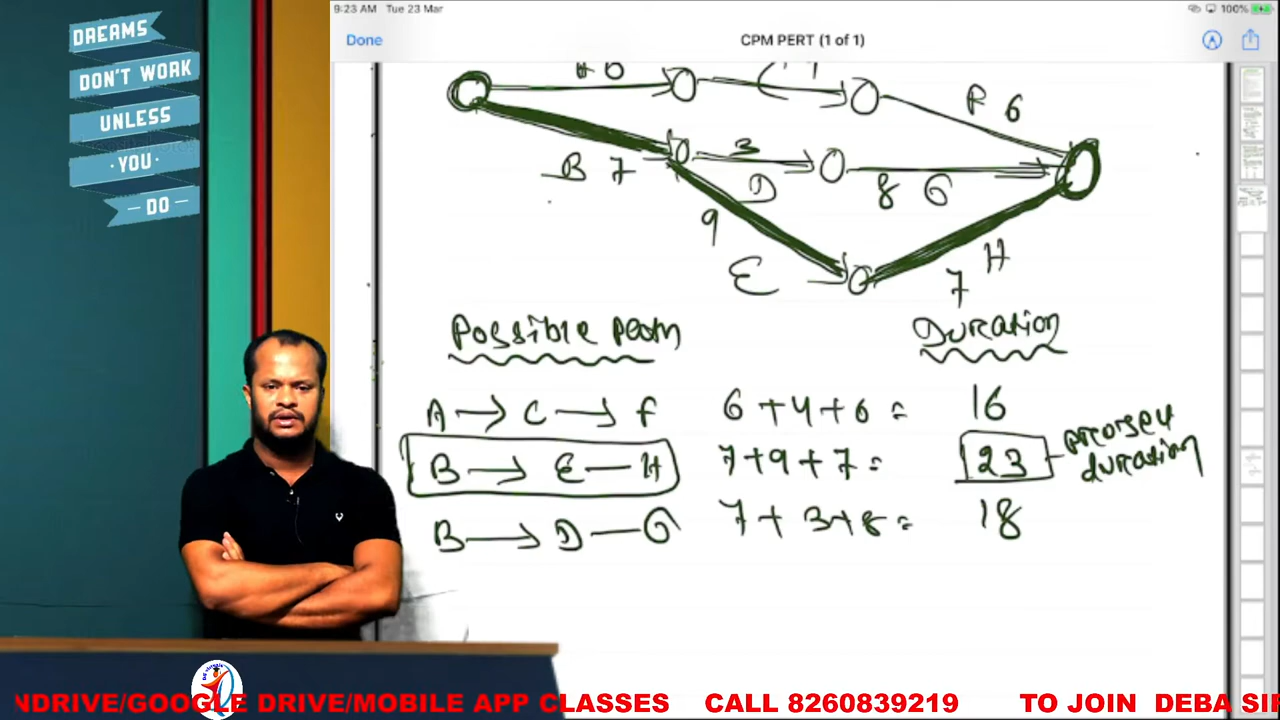 9:23 AM Tue 23 Mar
100%
Done
CPM PERT (1 of 1)
DREAMS
DON'T WORK
UNLESS
·YOU·
DO
A 6
F 6
B 7
3
D
8 G
9
E
H
7
Possible Path
Duration
A → C → F 6+4+6= 16
B → E — H 7+9+7= 23
duration
B → D — G 7+3+8= 18
NDRIVE/GOOGLE DRIVE/MOBILE APP CLASSES CALL 8260839219 TO JOIN DEBA SI